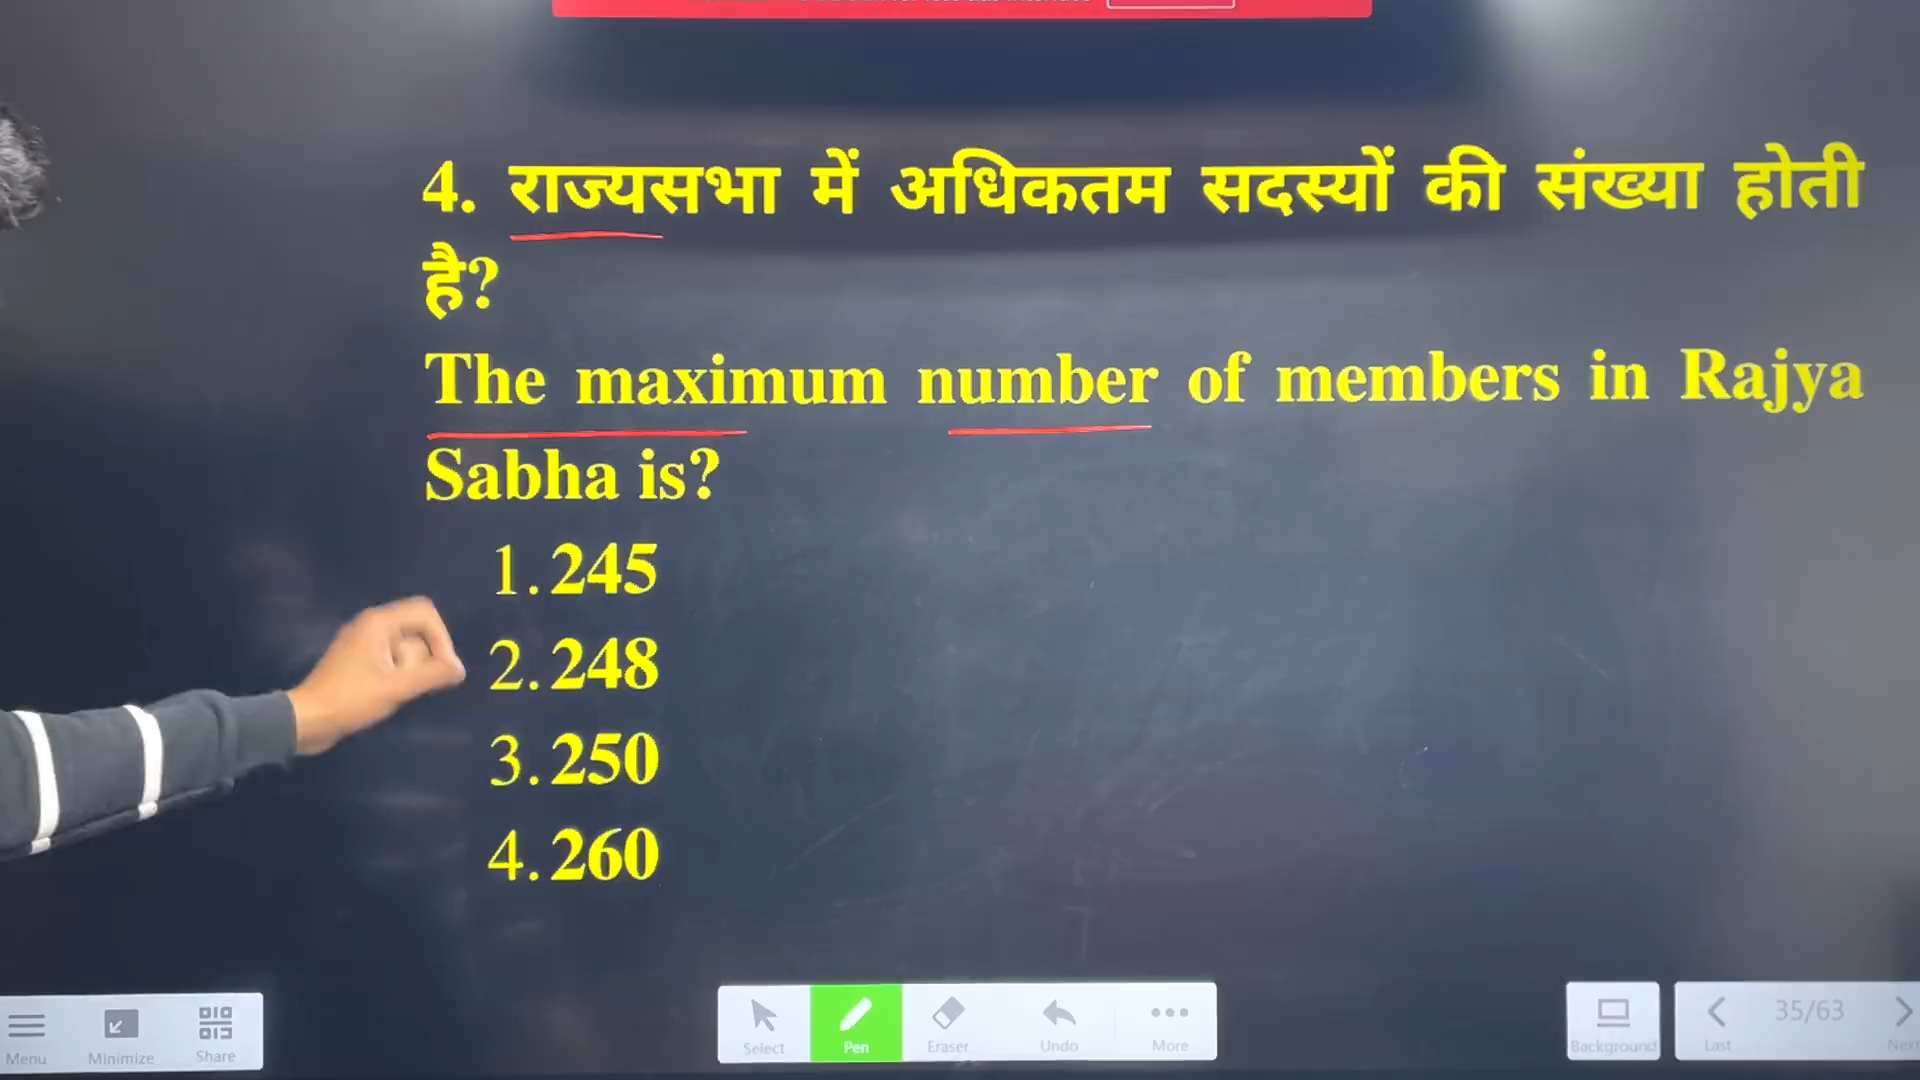 4. राज्यसभा में अधिकतम सदस्यों की संख्या होती
है?
The maximum number of members in Rajya
Sabha is?
1. 245
2. 248
3. 250
4. 260
Menu
Minimize
Share
Select
Pen
Eraser
Undo
More
Background
Last
35/63
Next